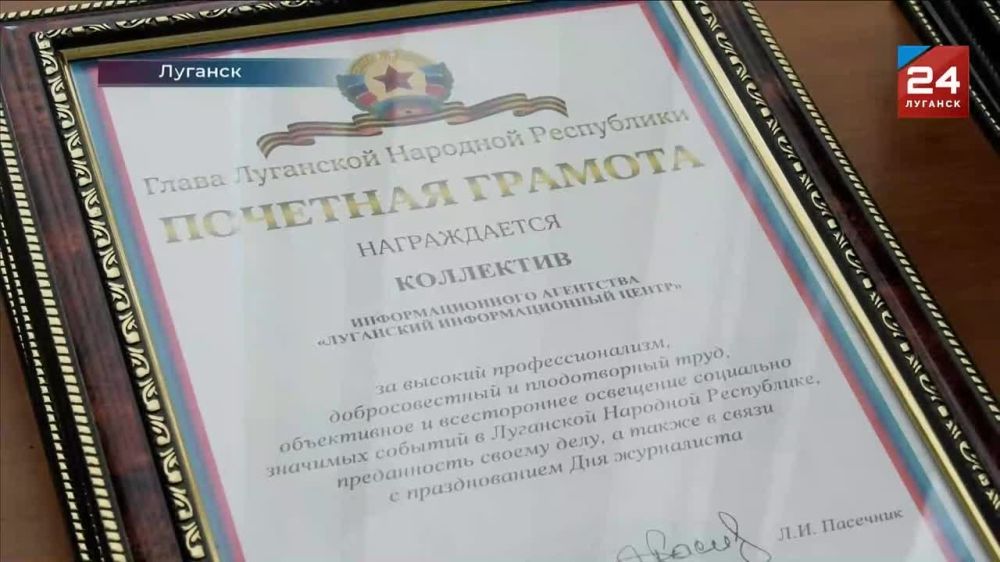 Луганск
24
ЛУГАНСК
Глава Луганской Народной Республики
ПОЧЕТНАЯ ГРАМОТА
НАГРАЖДАЕТСЯ
КОЛЛЕКТИВ
ИНФОРМАЦИОННОГО АГЕНТСТВА
«ЛУГАНСКИЙ ИНФОРМАЦИОННЫЙ ЦЕНТР»
за высокий профессионализм,
добросовестный и плодотворный труд,
объективное и всестороннее освещение социально
значимых событий в Луганской Народной Республике,
преданность своему делу, а также в связи
с празднованием Дня журналиста
Л.И. Пасечник